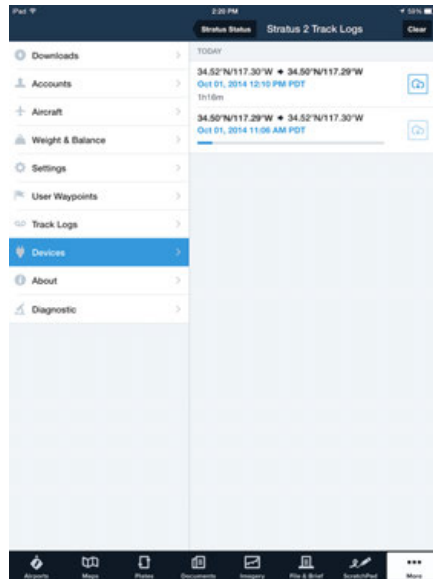 iPad 2:20 PM 59%
Stratus Status Stratus 2 Track Logs Clear
Downloads
Accounts
Aircraft
Weight & Balance
Settings
User Waypoints
Track Logs
Devices
About
Diagnostic
TODAY
34.52°N/117.30°W → 34.50°N/117.29°W
Oct 01, 2014 12:10 PM PDT
1h16m
34.50°N/117.29°W → 34.52°N/117.30°W
Oct 01, 2014 11:06 AM PDT
Airports Maps Plates Documents Imagery File & Brief ScratchPad More